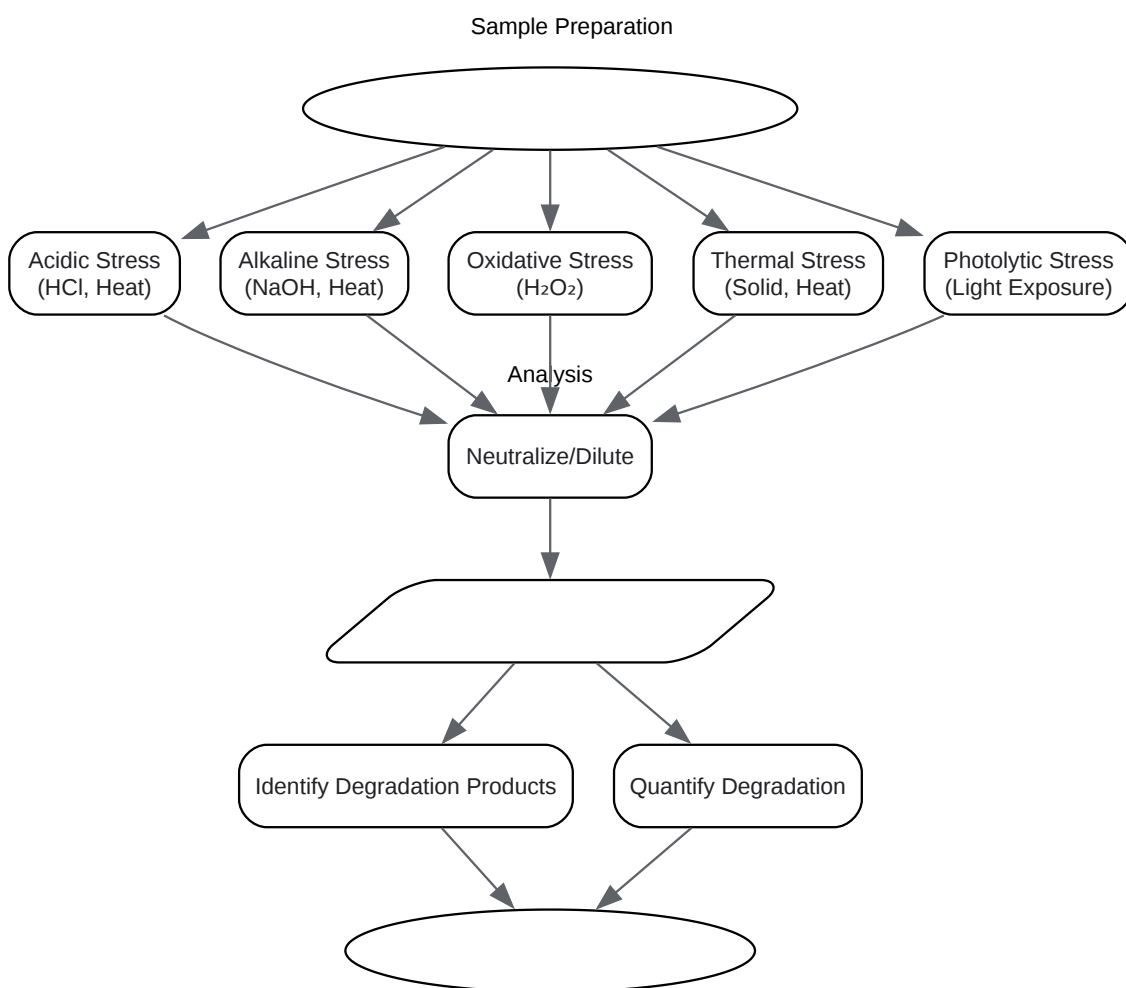 Sample Preparation
Acidic Stress
(HCl, Heat)
Alkaline Stress
(NaOH, Heat)
Oxidative Stress
(H₂O₂)
Thermal Stress
(Solid, Heat)
Photolytic Stress
(Light Exposure)
Analysis
Neutralize/Dilute
Identify Degradation Products
Quantify Degradation